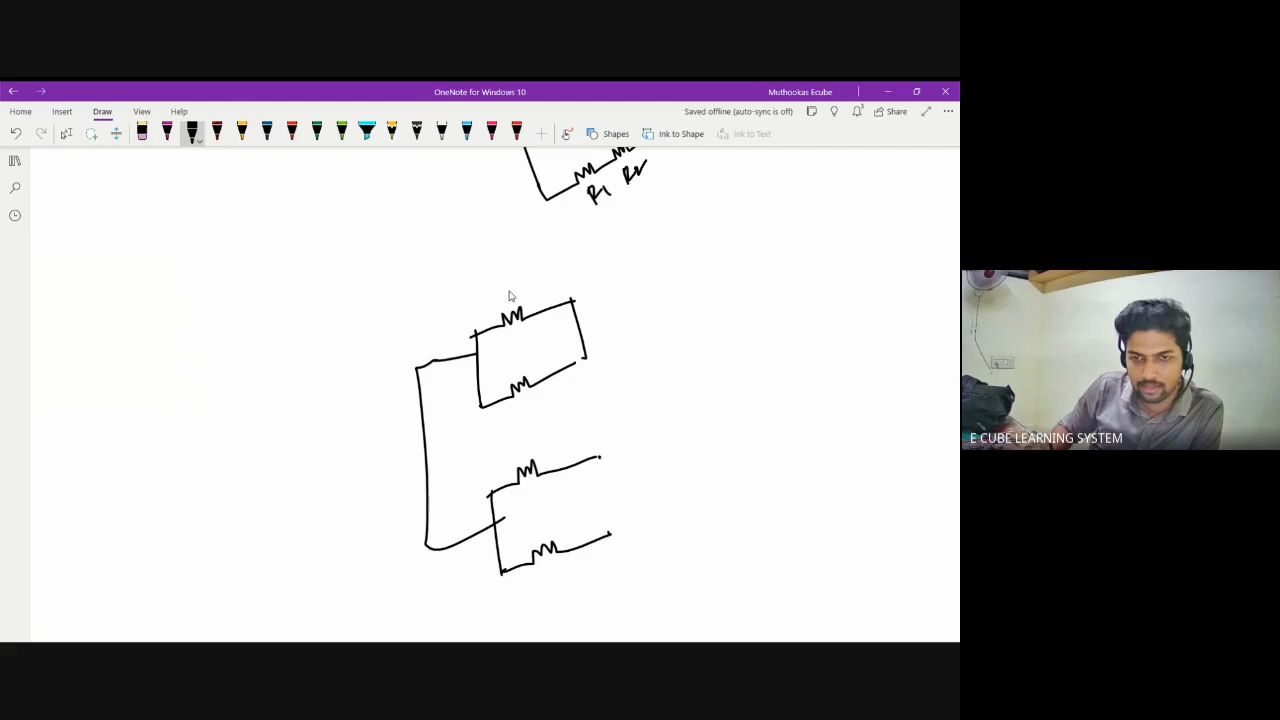 OneNote for Windows 10
Muthookas Ecube
Home Insert Draw View Help
Saved offline (auto-sync is off)
Share
Shapes
Ink to Shape
Ink to Text
R1 R2
E CUBE LEARNING SYSTEM